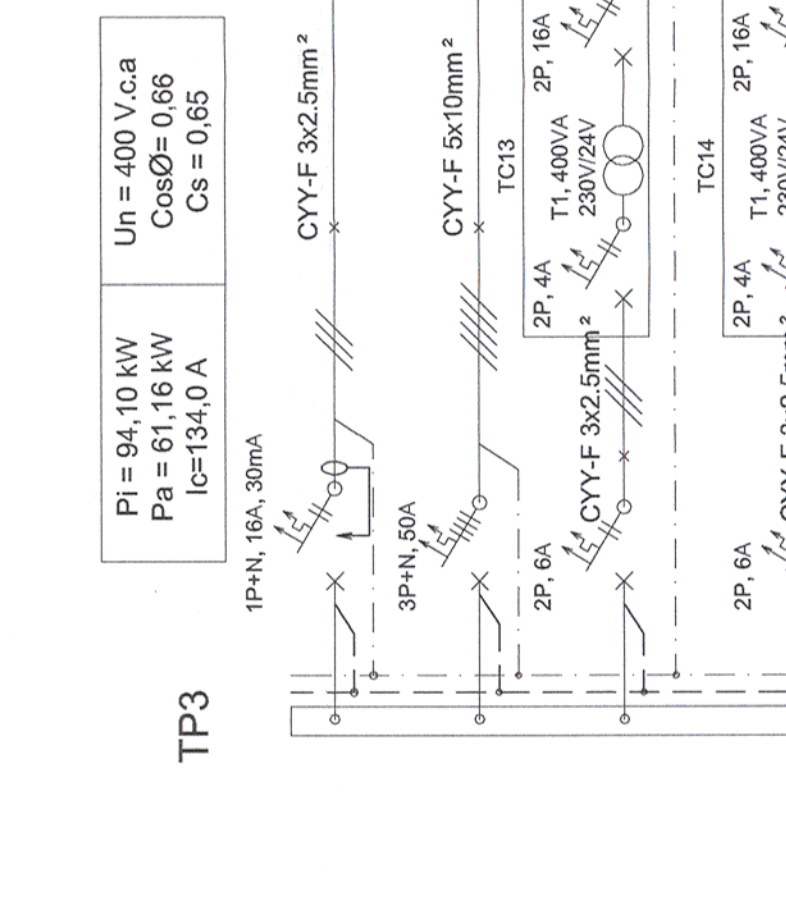 TP3
Pi = 94,10 kW
Pa = 61,16 kW
Ic=134,0 A
Un = 400 V.c.a
CosØ= 0,66
Cs = 0,65
1P+N, 16A, 30mA
CYY-F 3x2.5mm²
3P+N, 50A
CYY-F 5x10mm²
TC13
2P, 6A
CYY-F 3x2.5mm²
2P, 4A
T1, 400VA
230V/24V
2P, 16A
TC14
2P, 6A
2P, 4A
T1, 400VA
230V/24V
2P, 16A